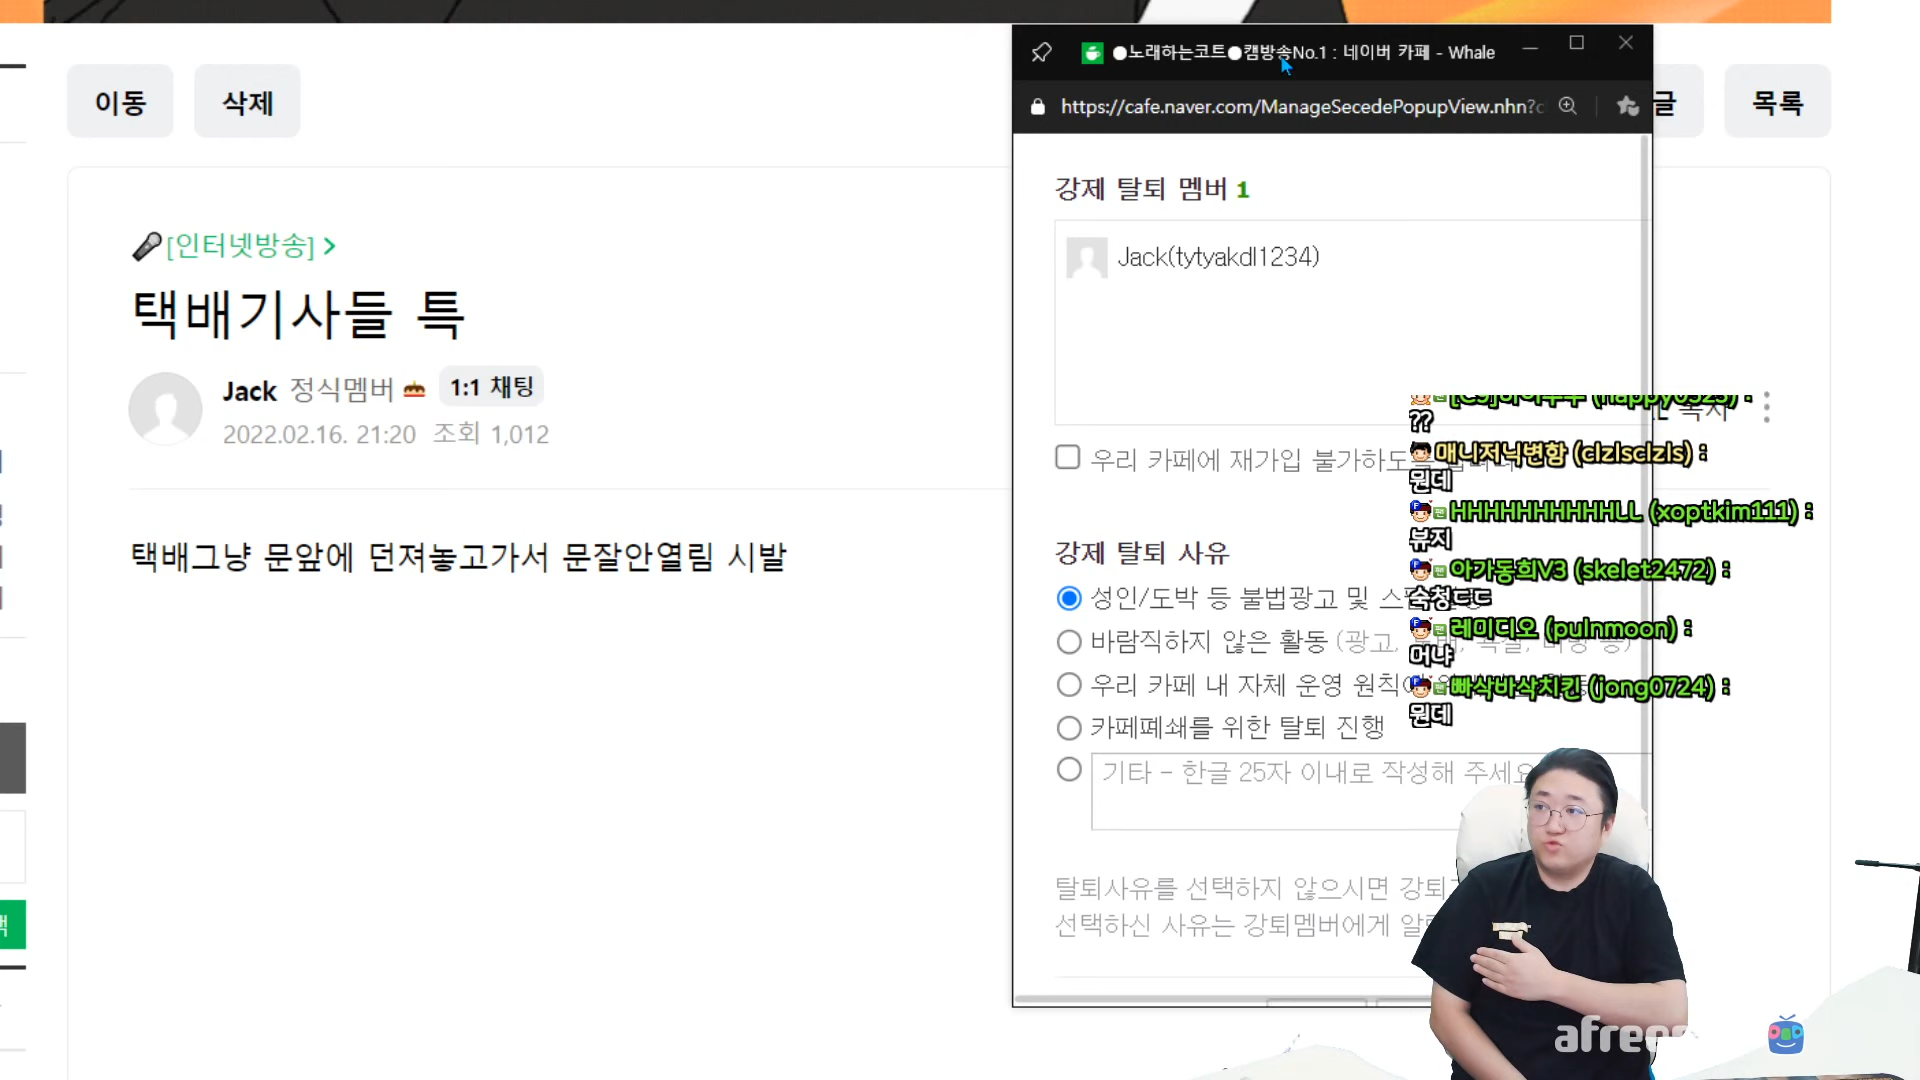 이동
삭제
글
목록
●노래하는코트●캠방송No.1 : 네이버 카페 - Whale
https://cafe.naver.com/ManageSecedePopupView.nhn?c
[인터넷방송] >
택배기사들 특
Jack 정식멤버 1:1 채팅
2022.02.16. 21:20 조회 1,012
택배그냥 문앞에 던져놓고가서 문잘안열림 시발
강제 탈퇴 멤버 1
Jack(tytyakdl1234)
우리 카페에 재가입 불가하도록
강제 탈퇴 사유
성인/도박 등 불법광고 및
바람직하지 않은 활동 (광고,
우리 카페 내 자체 운영
카페폐쇄를 위한 탈퇴 진행
기타 - 한글 25자 이내로 작성해 주세요
탈퇴사유를 선택하지 않으시면
선택하신 사유는 강퇴멤버에게
(happy0525) :
??
매니저닉변함 (clzlsclzls) :
뭔데
HHHHHHHHHHHLL (xoptkim111) :
뷰지
아가동희V3 (skelet2472) :
숙청ㄷㄷ
레미디오 (pulnmoon) :
머냐
빠삭바삭치킨 (jong0724) :
뭔데